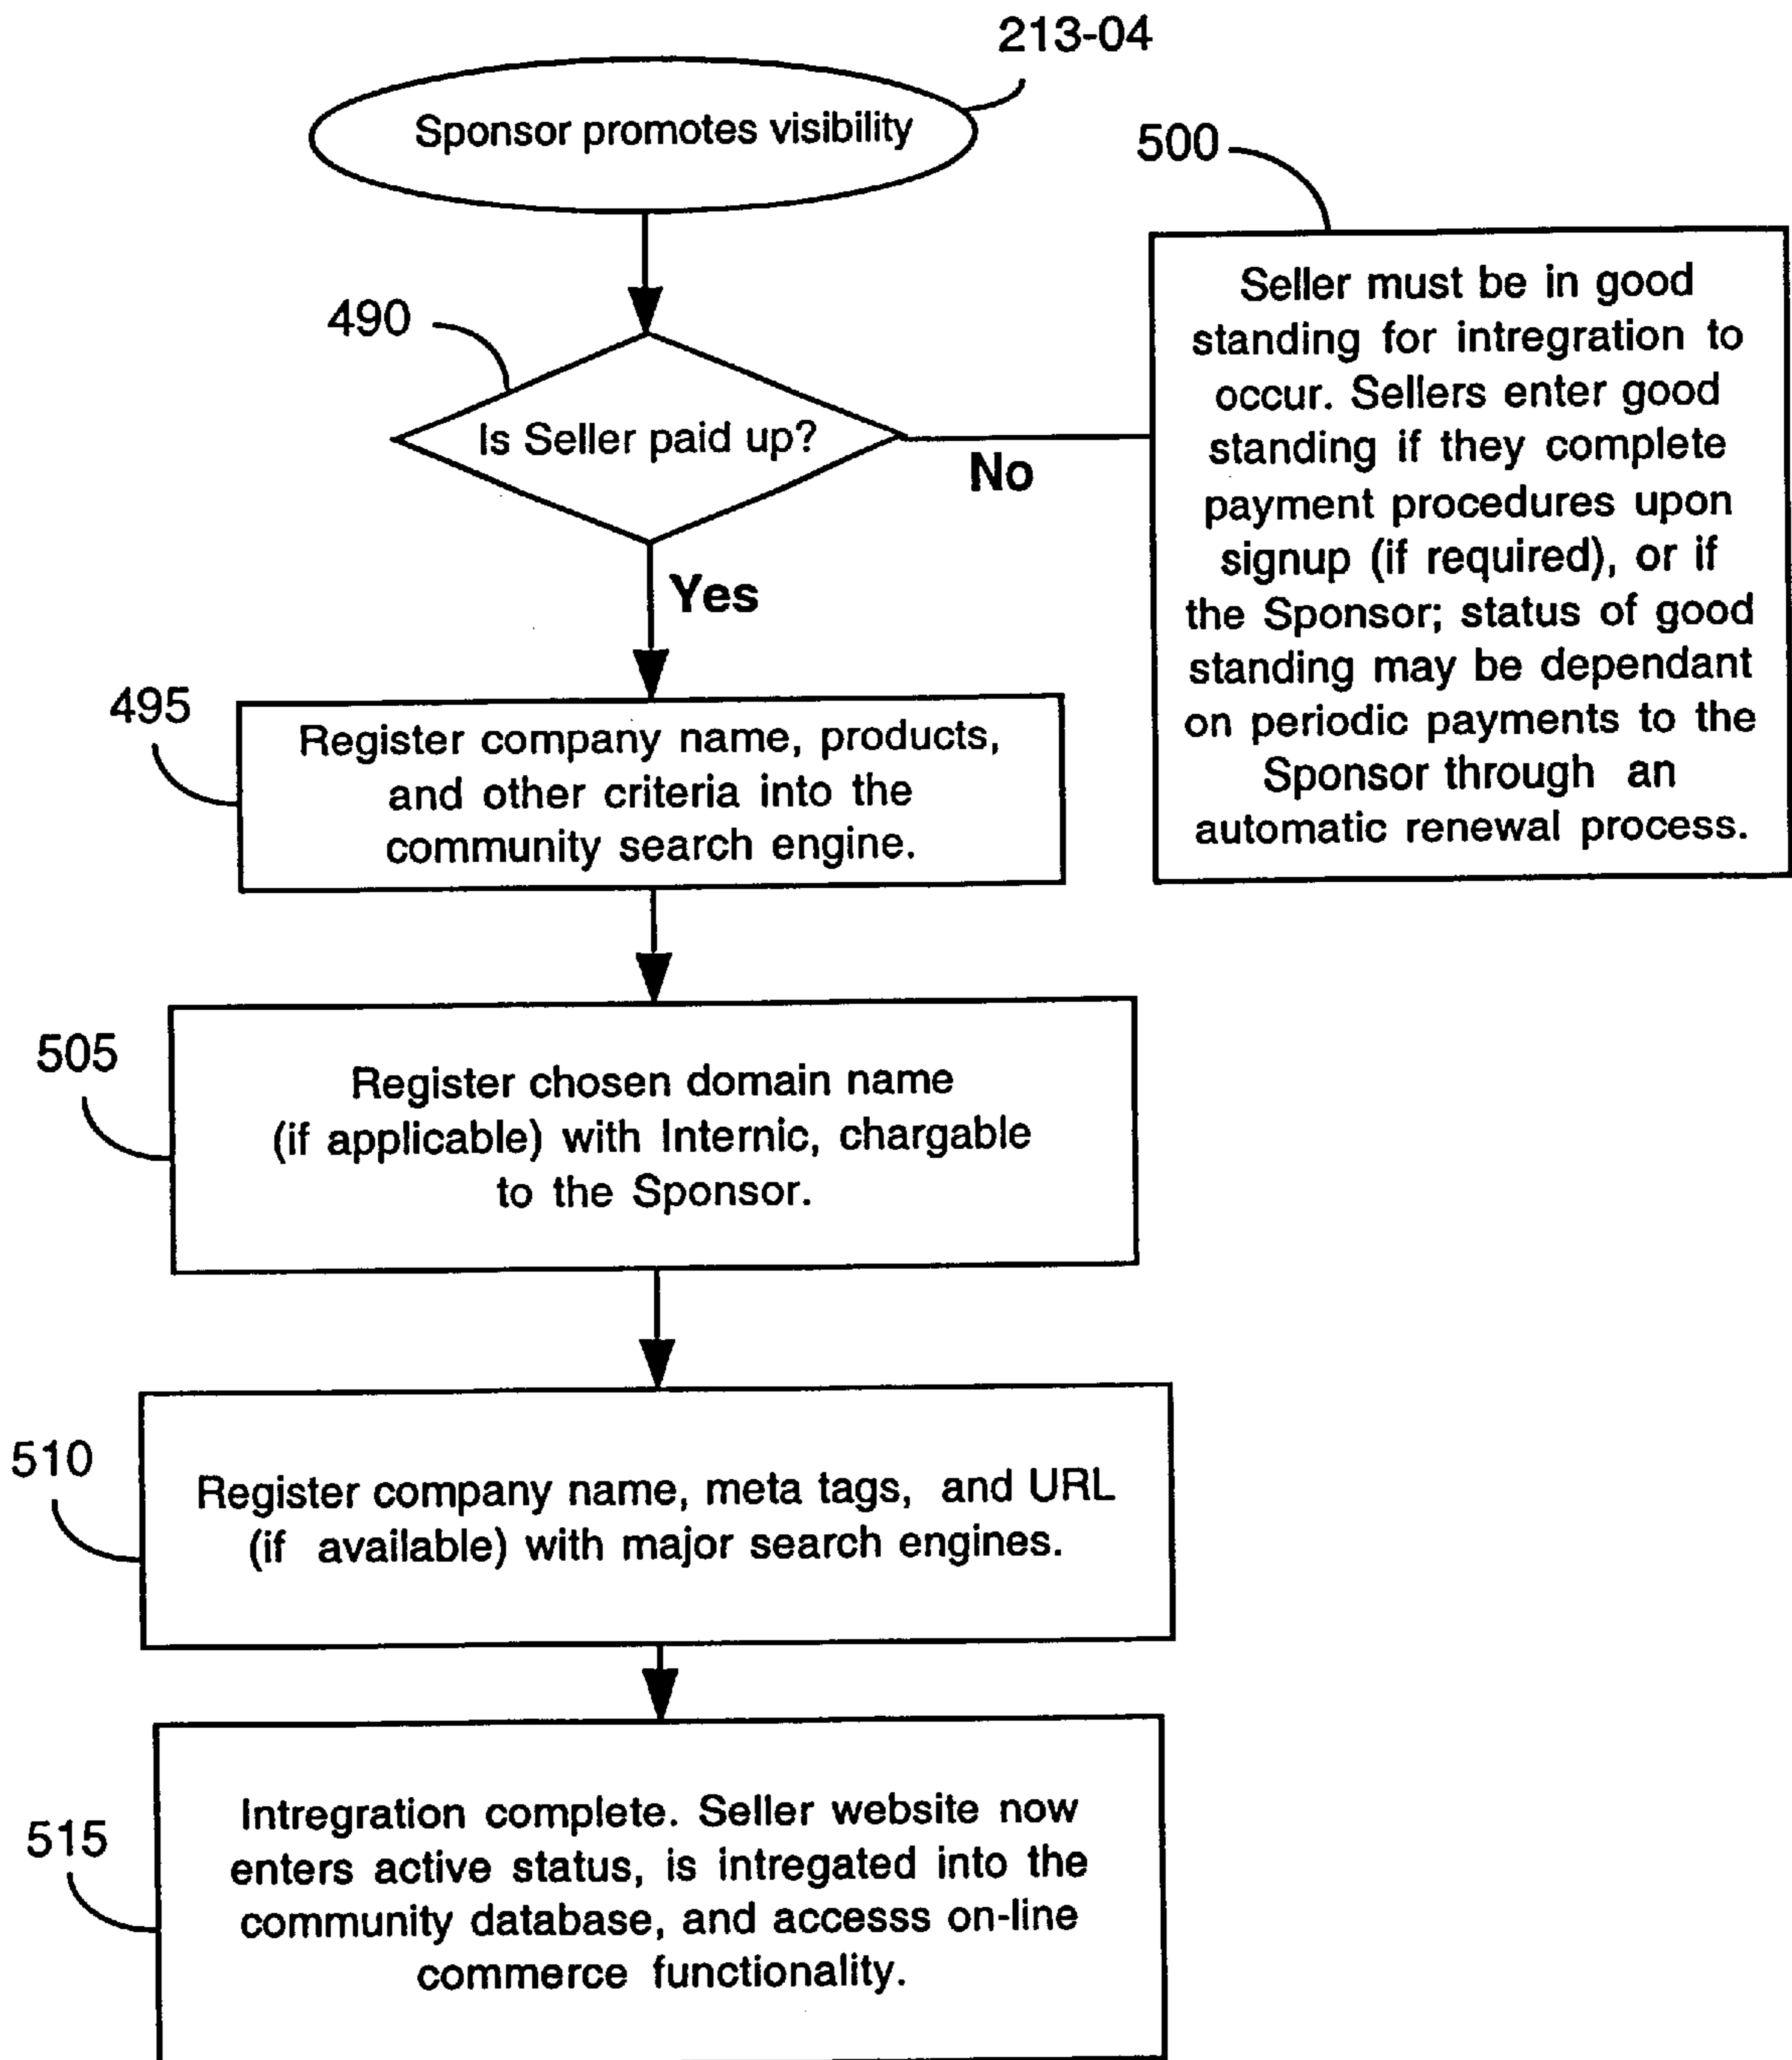 213-04
Sponsor promotes visibility
500
490
Is Seller paid up?
No
Seller must be in good
standing for intregration to
occur. Sellers enter good
standing if they complete
payment procedures upon
signup (if required), or if
the Sponsor; status of good
standing may be dependant
on periodic payments to the
Sponsor through an
automatic renewal process.
Yes
495
Register company name, products,
and other criteria into the
community search engine.
505
Register chosen domain name
(if applicable) with Internic, chargable
to the Sponsor.
510
Register company name, meta tags, and URL
(if available) with major search engines.
515
Intregration complete. Seller website now
enters active status, is intregated into the
community database, and accesss on-line
commerce functionality.